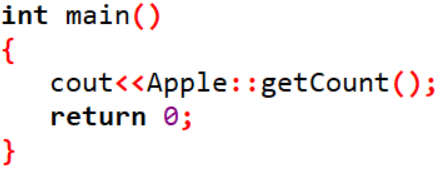 int main()
{
cout<<Apple::getCount();
return 0;
}